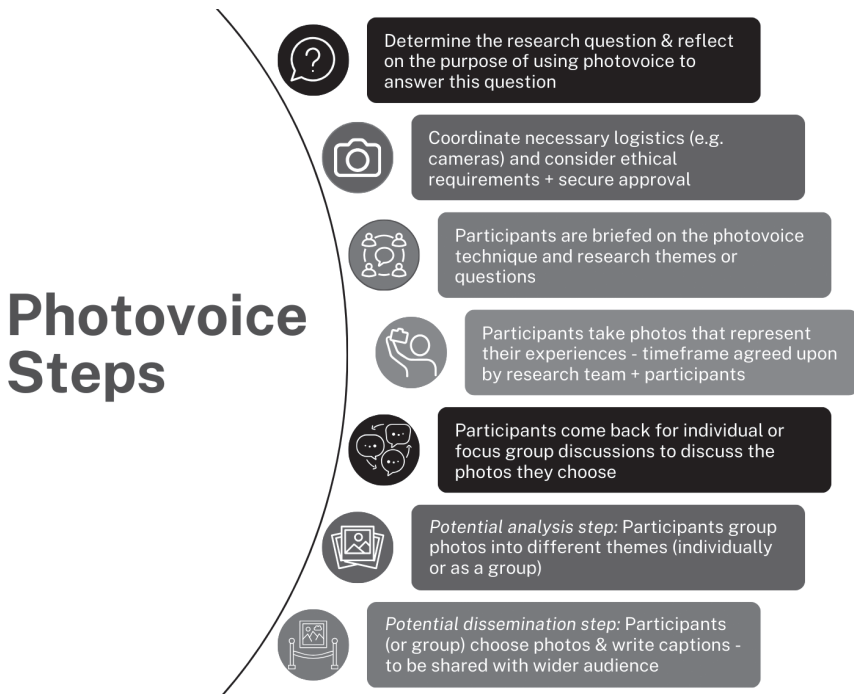 Photovoice
Steps
Determine the research question & reflect
on the purpose of using photovoice to
answer this question
Coordinate necessary logistics (e.g.
cameras) and consider ethical
requirements + secure approval
Participants are briefed on the photovoice
technique and research themes or
questions
Participants take photos that represent
their experiences - timeframe agreed upon
by research team + participants
Participants come back for individual or
focus group discussions to discuss the
photos they choose
Potential analysis step: Participants group
photos into different themes (individually
or as a group)
Potential dissemination step: Participants
(or group) choose photos & write captions -
to be shared with wider audience